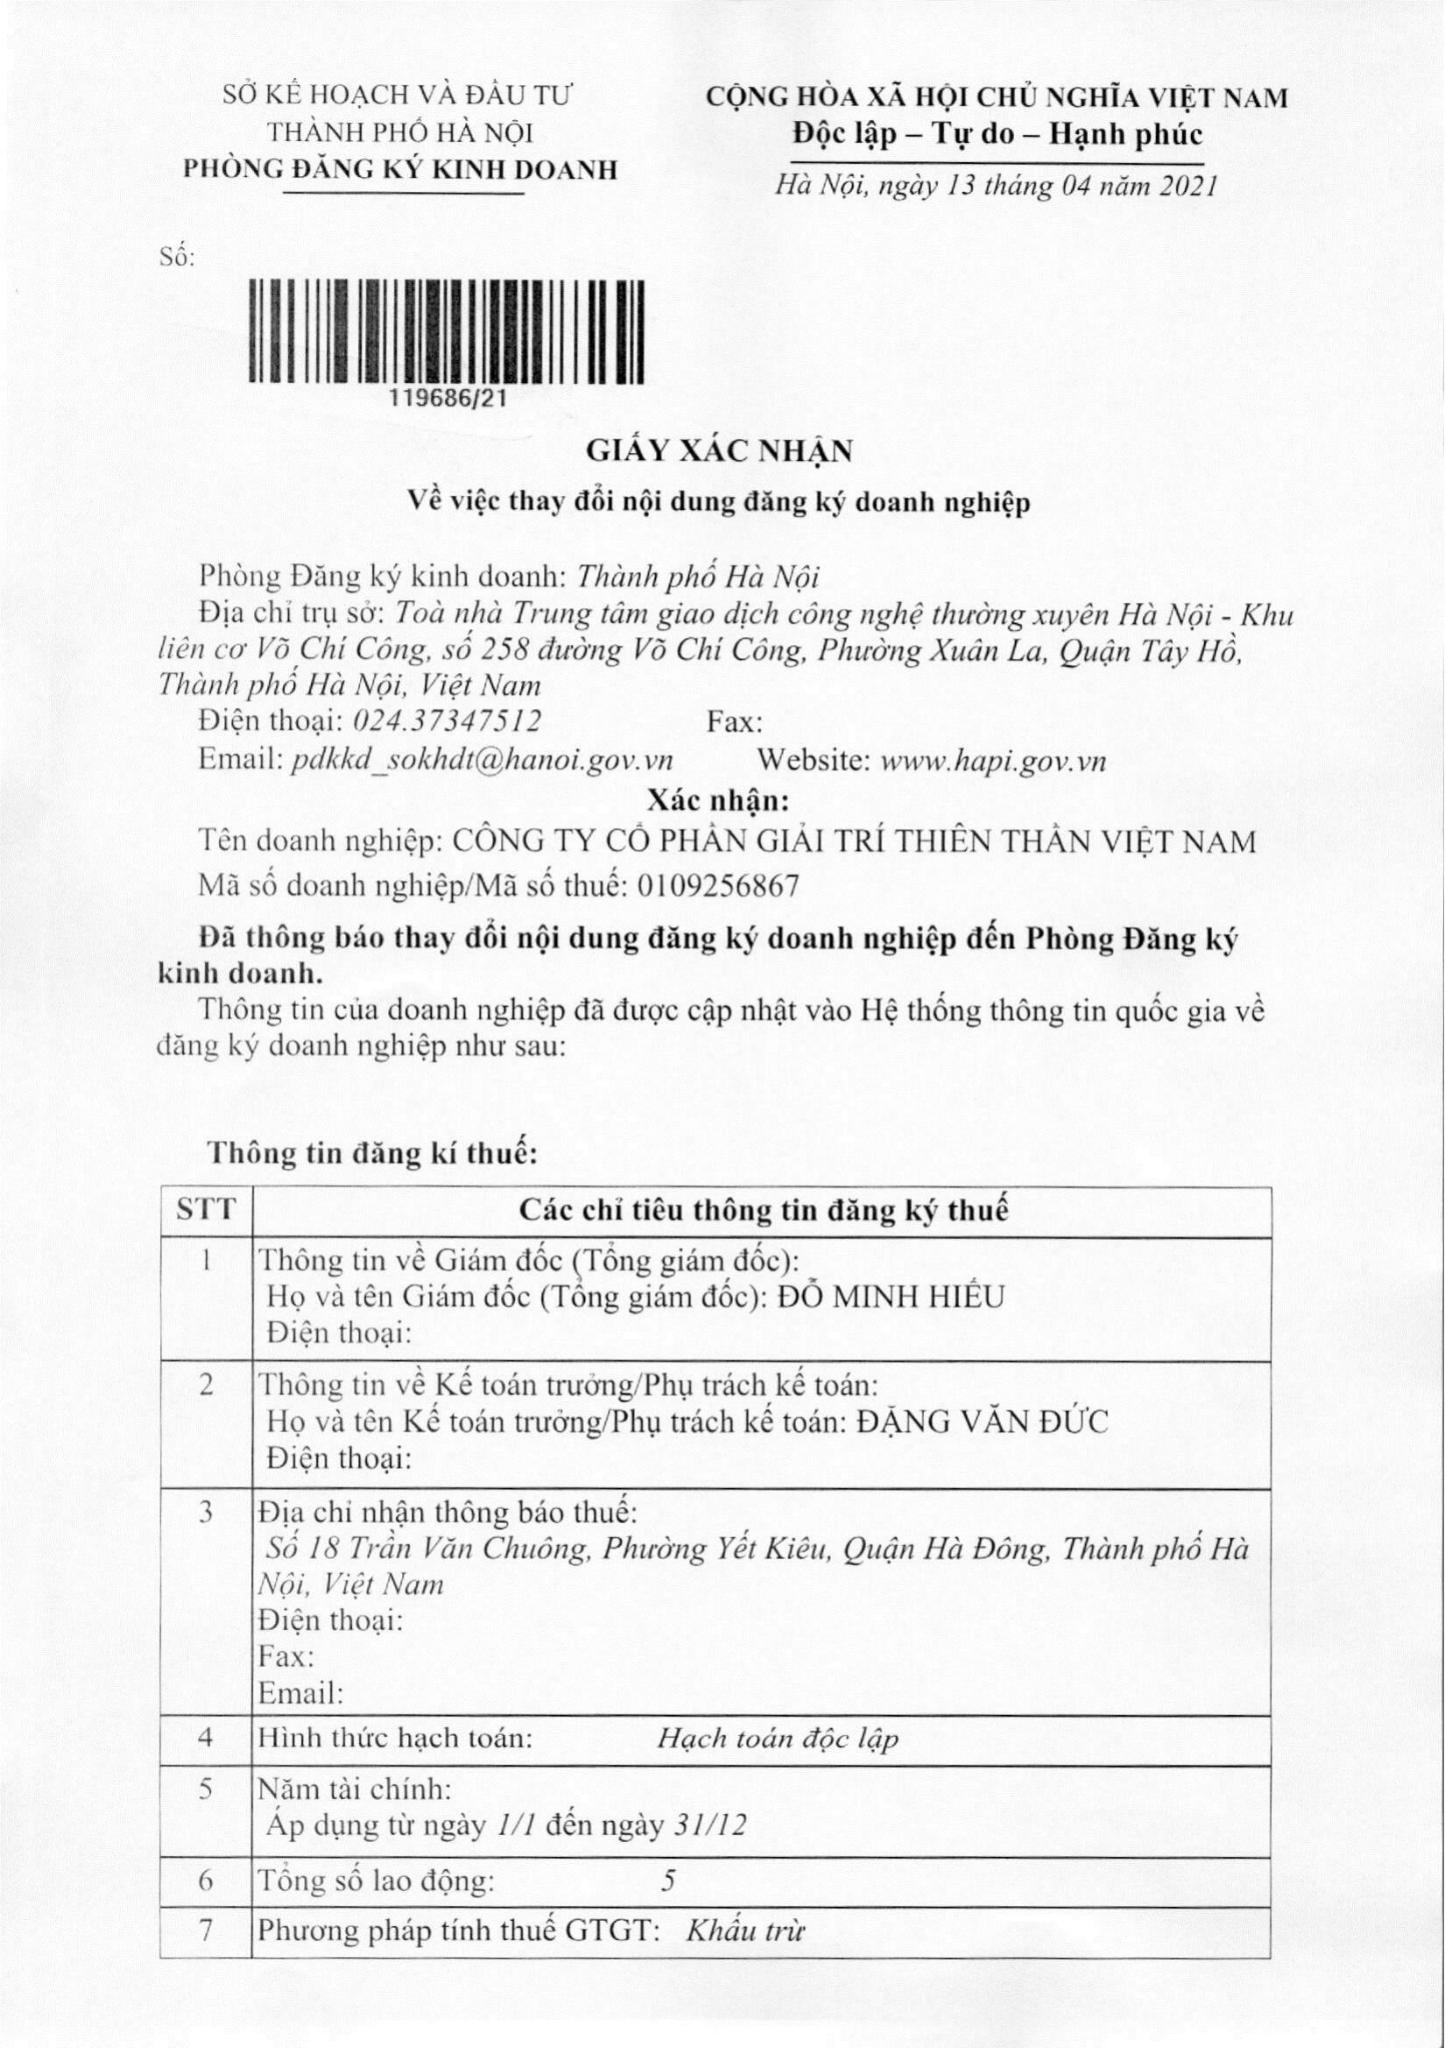 SỞ KẾ HOẠCH VÀ ĐẦU TƯ
THÀNH PHỐ HÀ NỘI
PHÒNG ĐĂNG KÝ KINH DOANH
CỘNG HÒA XÃ HỘI CHỦ NGHĨA VIỆT NAM
Độc lập – Tự do – Hạnh phúc
Hà Nội, ngày 13 tháng 04 năm 2021
Số:
119686/21
GIẤY XÁC NHẬN
Về việc thay đổi nội dung đăng ký doanh nghiệp
Phòng Đăng ký kinh doanh: Thành phố Hà Nội
Địa chỉ trụ sở: Toà nhà Trung tâm giao dịch công nghệ thường xuyên Hà Nội - Khu
liên cơ Võ Chí Công, số 258 đường Võ Chí Công, Phường Xuân La, Quận Tây Hồ,
Thành phố Hà Nội, Việt Nam
Điện thoại: 024.37347512 Fax:
Email: pdkkd_sokhdt@hanoi.gov.vn Website: www.hapi.gov.vn
Xác nhận:
Tên doanh nghiệp: CÔNG TY CỔ PHẦN GIẢI TRÍ THIÊN THẦN VIỆT NAM
Mã số doanh nghiệp/Mã số thuế: 0109256867
Đã thông báo thay đổi nội dung đăng ký doanh nghiệp đến Phòng Đăng ký
kinh doanh.
Thông tin của doanh nghiệp đã được cập nhật vào Hệ thống thông tin quốc gia về
đăng ký doanh nghiệp như sau:
Thông tin đăng kí thuế:
STT Các chỉ tiêu thông tin đăng ký thuế
1 Thông tin về Giám đốc (Tổng giám đốc):
Họ và tên Giám đốc (Tổng giám đốc): ĐỖ MINH HIẾU
Điện thoại:
2 Thông tin về Kế toán trưởng/Phụ trách kế toán:
Họ và tên Kế toán trưởng/Phụ trách kế toán: ĐẶNG VĂN ĐỨC
Điện thoại:
3 Địa chỉ nhận thông báo thuế:
Số 18 Trần Văn Chuông, Phường Yết Kiêu, Quận Hà Đông, Thành phố Hà
Nội, Việt Nam
Điện thoại:
Fax:
Email:
4 Hình thức hạch toán: Hạch toán độc lập
5 Năm tài chính:
Áp dụng từ ngày 1/1 đến ngày 31/12
6 Tổng số lao động: 5
7 Phương pháp tính thuế GTGT: Khấu trừ